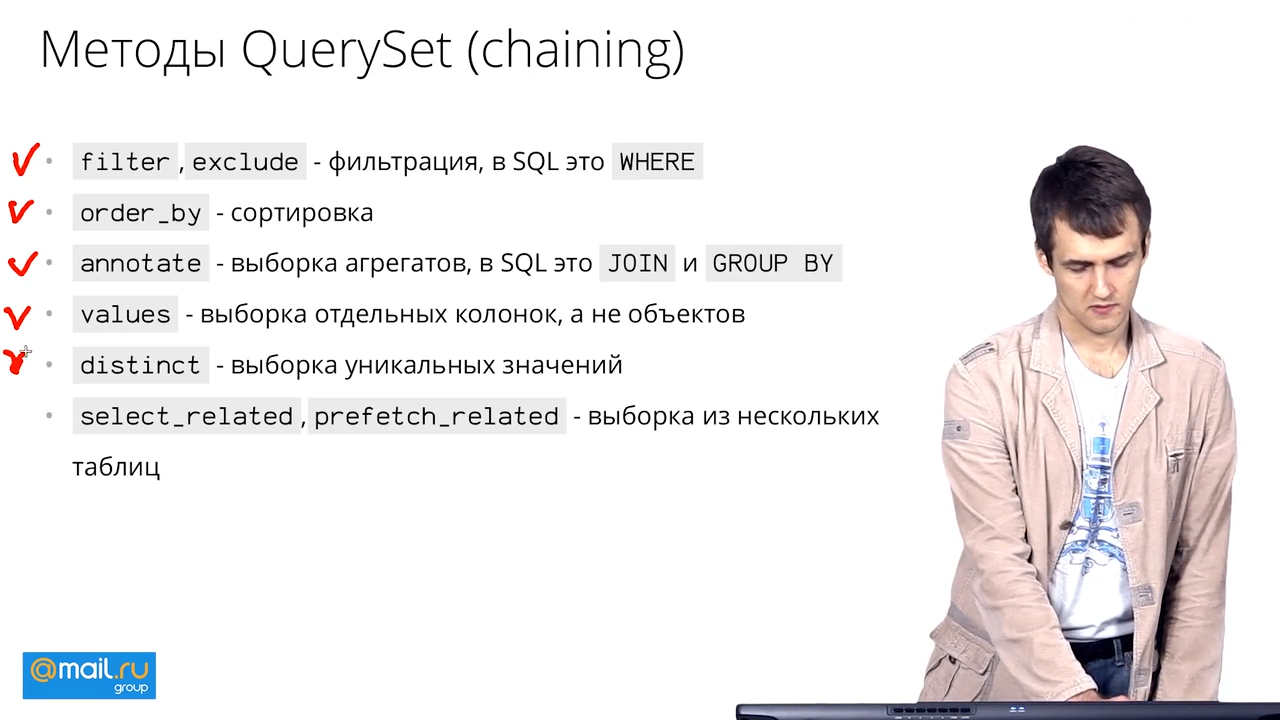 Методы QuerySet (chaining)
• filter, exclude - фильтрация, в SQL это WHERE
• order_by - сортировка
• annotate - выборка агрегатов, в SQL это JOIN и GROUP BY
• values - выборка отдельных колонок, а не объектов
• distinct - выборка уникальных значений
• select_related, prefetch_related - выборка из нескольких
таблиц
@mail.ru
group